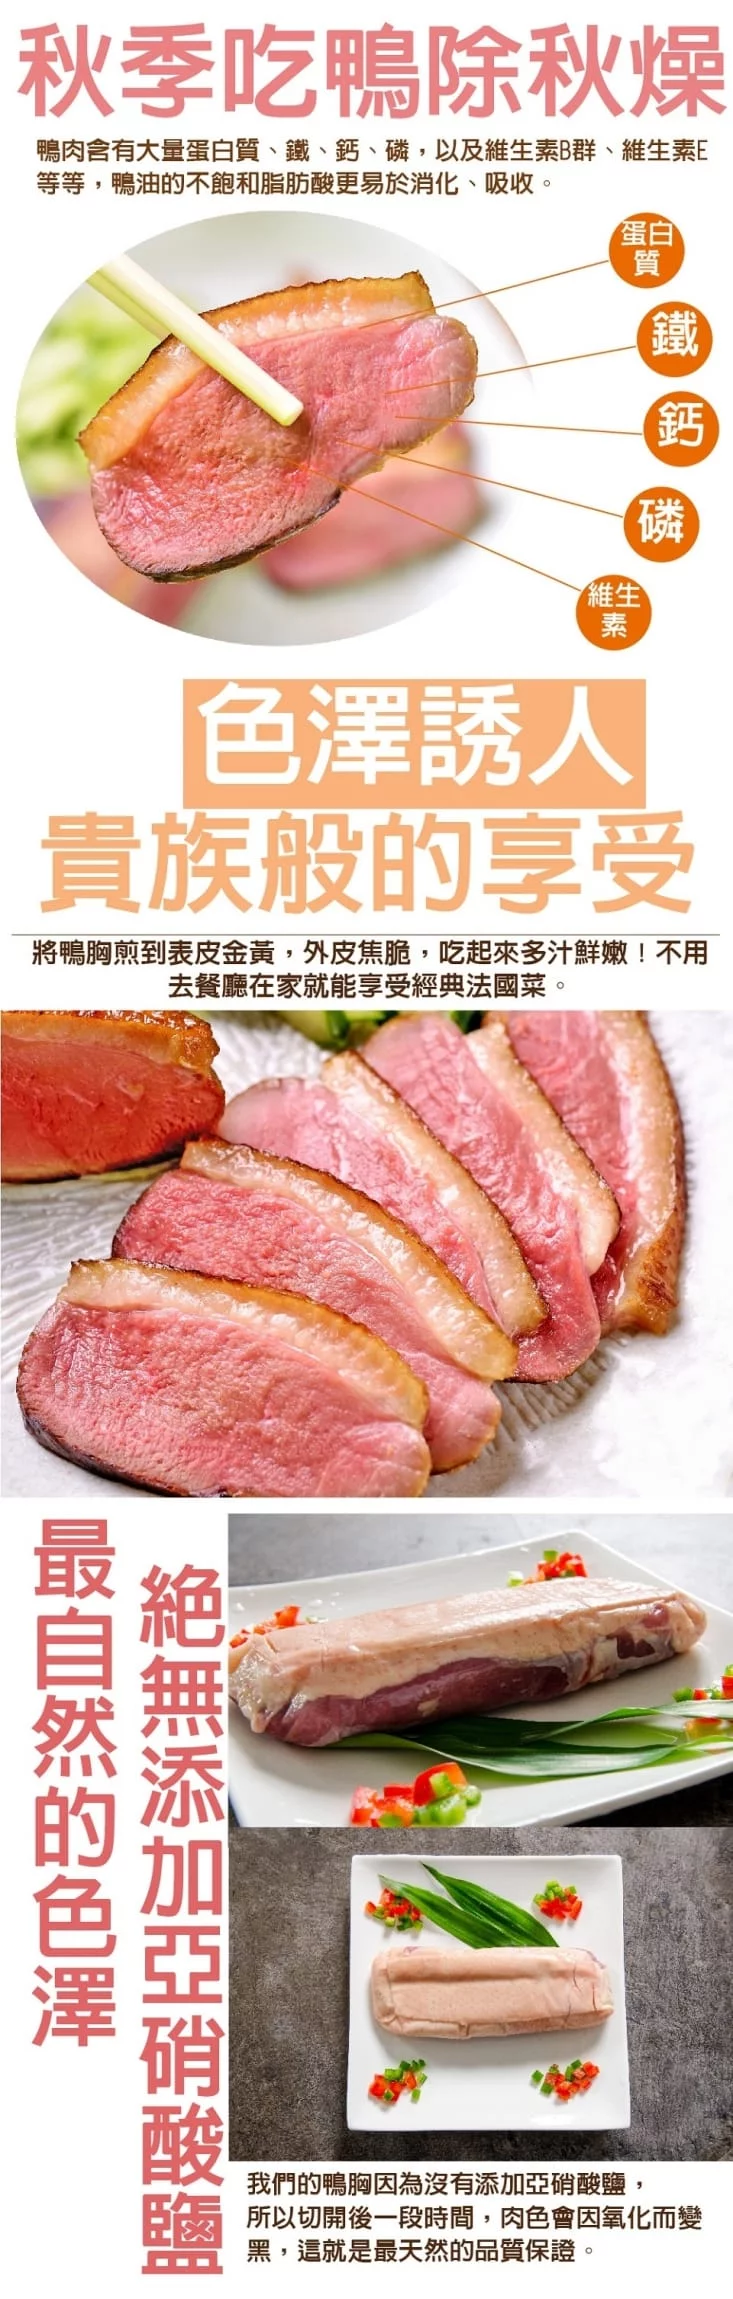 秋季吃鴨除秋燥
鴨肉含有大量蛋白質、鐵、鈣、磷，以及維生素B群、維生素E
等等，鴨油的不飽和脂肪酸更易於消化、吸收。
蛋白
質
鐵
鈣
磷
維生
素
色澤誘人
貴族般的享受
將鴨胸煎到表皮金黃，外皮焦脆，吃起來多汁鮮嫩！不用
去餐廳在家就能享受經典法國菜。
最自然的色澤
絕無添加亞硝酸鹽
我們的鴨胸因為沒有添加亞硝酸鹽，
所以切開後一段時間，肉色會因氧化而變
黑，這就是最天然的品質保證。